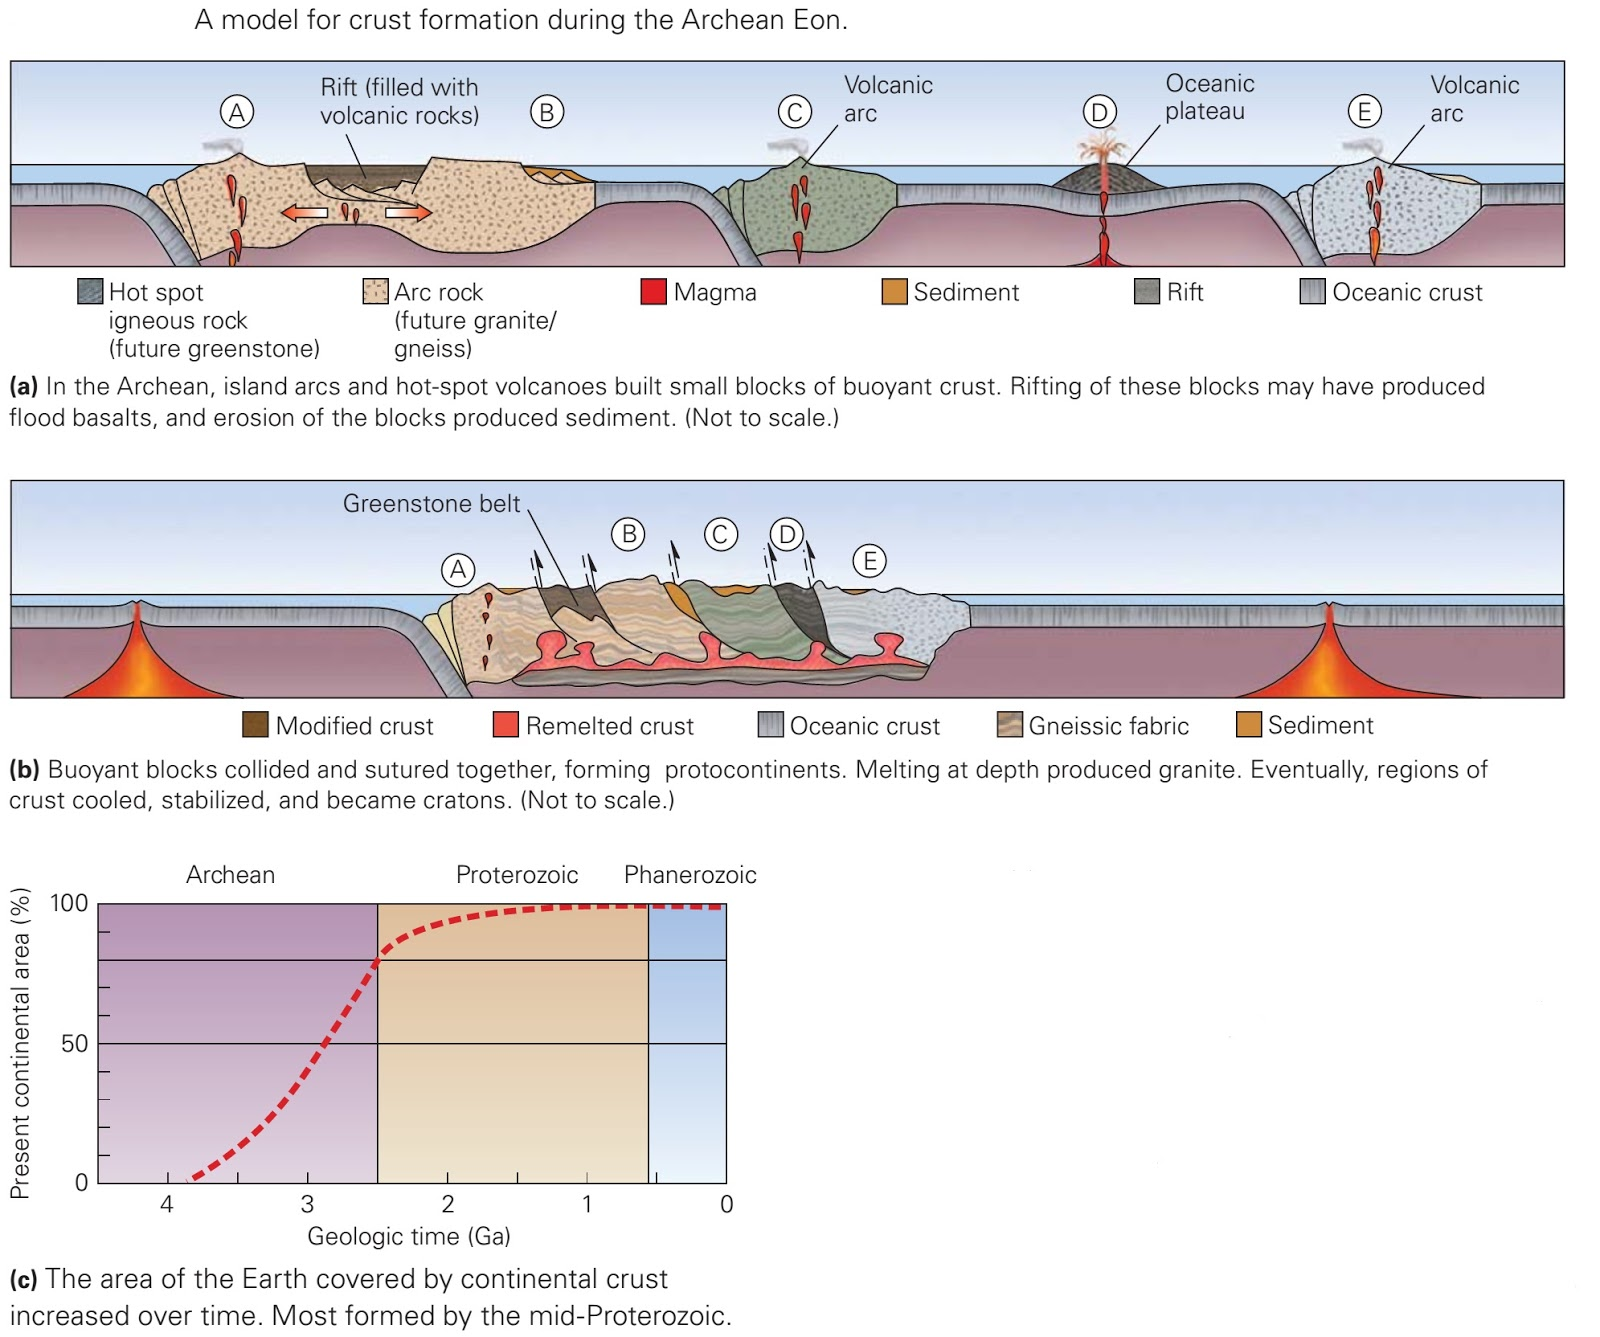 A model for crust formation during the Archean Eon.
A
Rift (filled with
volcanic rocks)
B
C
Volcanic
arc
D
Oceanic
plateau
E
Volcanic
arc
Hot spot
igneous rock
(future greenstone)
Arc rock
(future granite/
gneiss)
Magma
Sediment
Rift
Oceanic crust
(a) In the Archean, island arcs and hot-spot volcanoes built small blocks of buoyant crust. Rifting of these blocks may have produced
flood basalts, and erosion of the blocks produced sediment. (Not to scale.)
Greenstone belt
A
B
C
D
E
Modified crust
Remelted crust
Oceanic crust
Gneissic fabric
Sediment
(b) Buoyant blocks collided and sutured together, forming protocontinents. Melting at depth produced granite. Eventually, regions of
crust cooled, stabilized, and became cratons. (Not to scale.)
Archean
Proterozoic
Phanerozoic
Present continental area (%)
100
50
0
4
3
2
1
0
Geologic time (Ga)
(c) The area of the Earth covered by continental crust
increased over time. Most formed by the mid-Proterozoic.